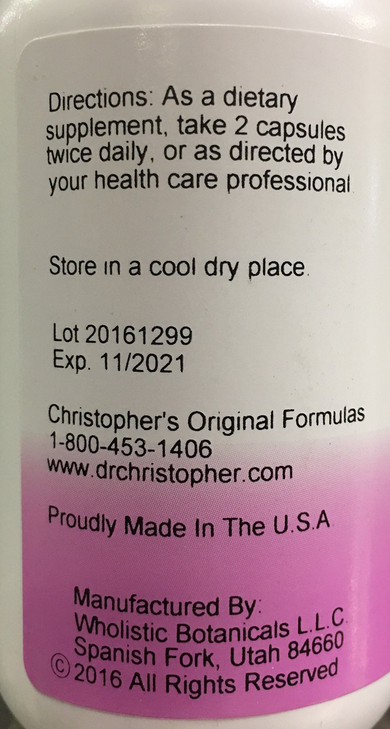 Directions: As a dietary
supplement, take 2 capsules
twice daily, or as directed by
your health care professional
Store in a cool dry place.
Lot 20161299
Exp. 11/2021
Christopher's Original Formulas
1-800-453-1406
www.drchristopher.com
Proudly Made In The U.S.A.
Manufactured By:
Wholistic Botanicals L.L.C.
Spanish Fork, Utah 84660
© 2016 All Rights Reserved